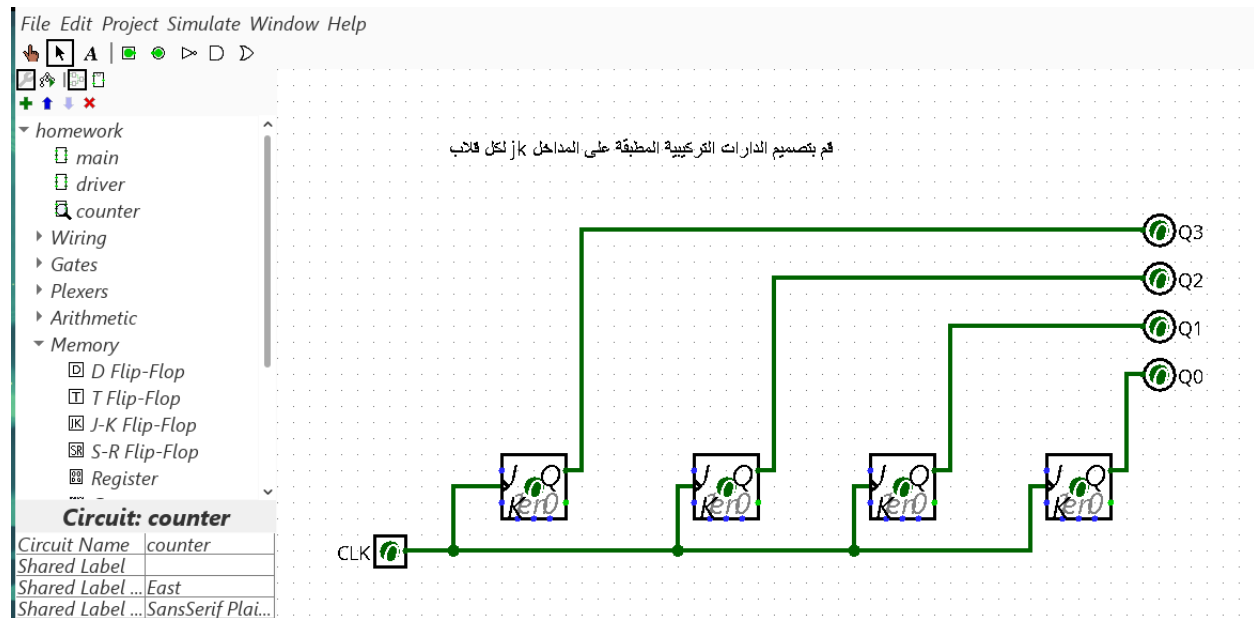 File Edit Project Simulate Window Help
A
homework
main
driver
counter
Wiring
Gates
Plexers
Arithmetic
Memory
D D Flip-Flop
T T Flip-Flop
JK J-K Flip-Flop
SR S-R Flip-Flop
Register
Circuit: counter
Circuit Name counter
Shared Label
Shared Label ... East
Shared Label ... SansSerif Plai...
قم بتصميم الدارات التركيبية المطبقة على المداخل jk لكل قلاب
Q3
Q2
Q1
Q0
J Q J Q J Q J Q
K K K K
CLK